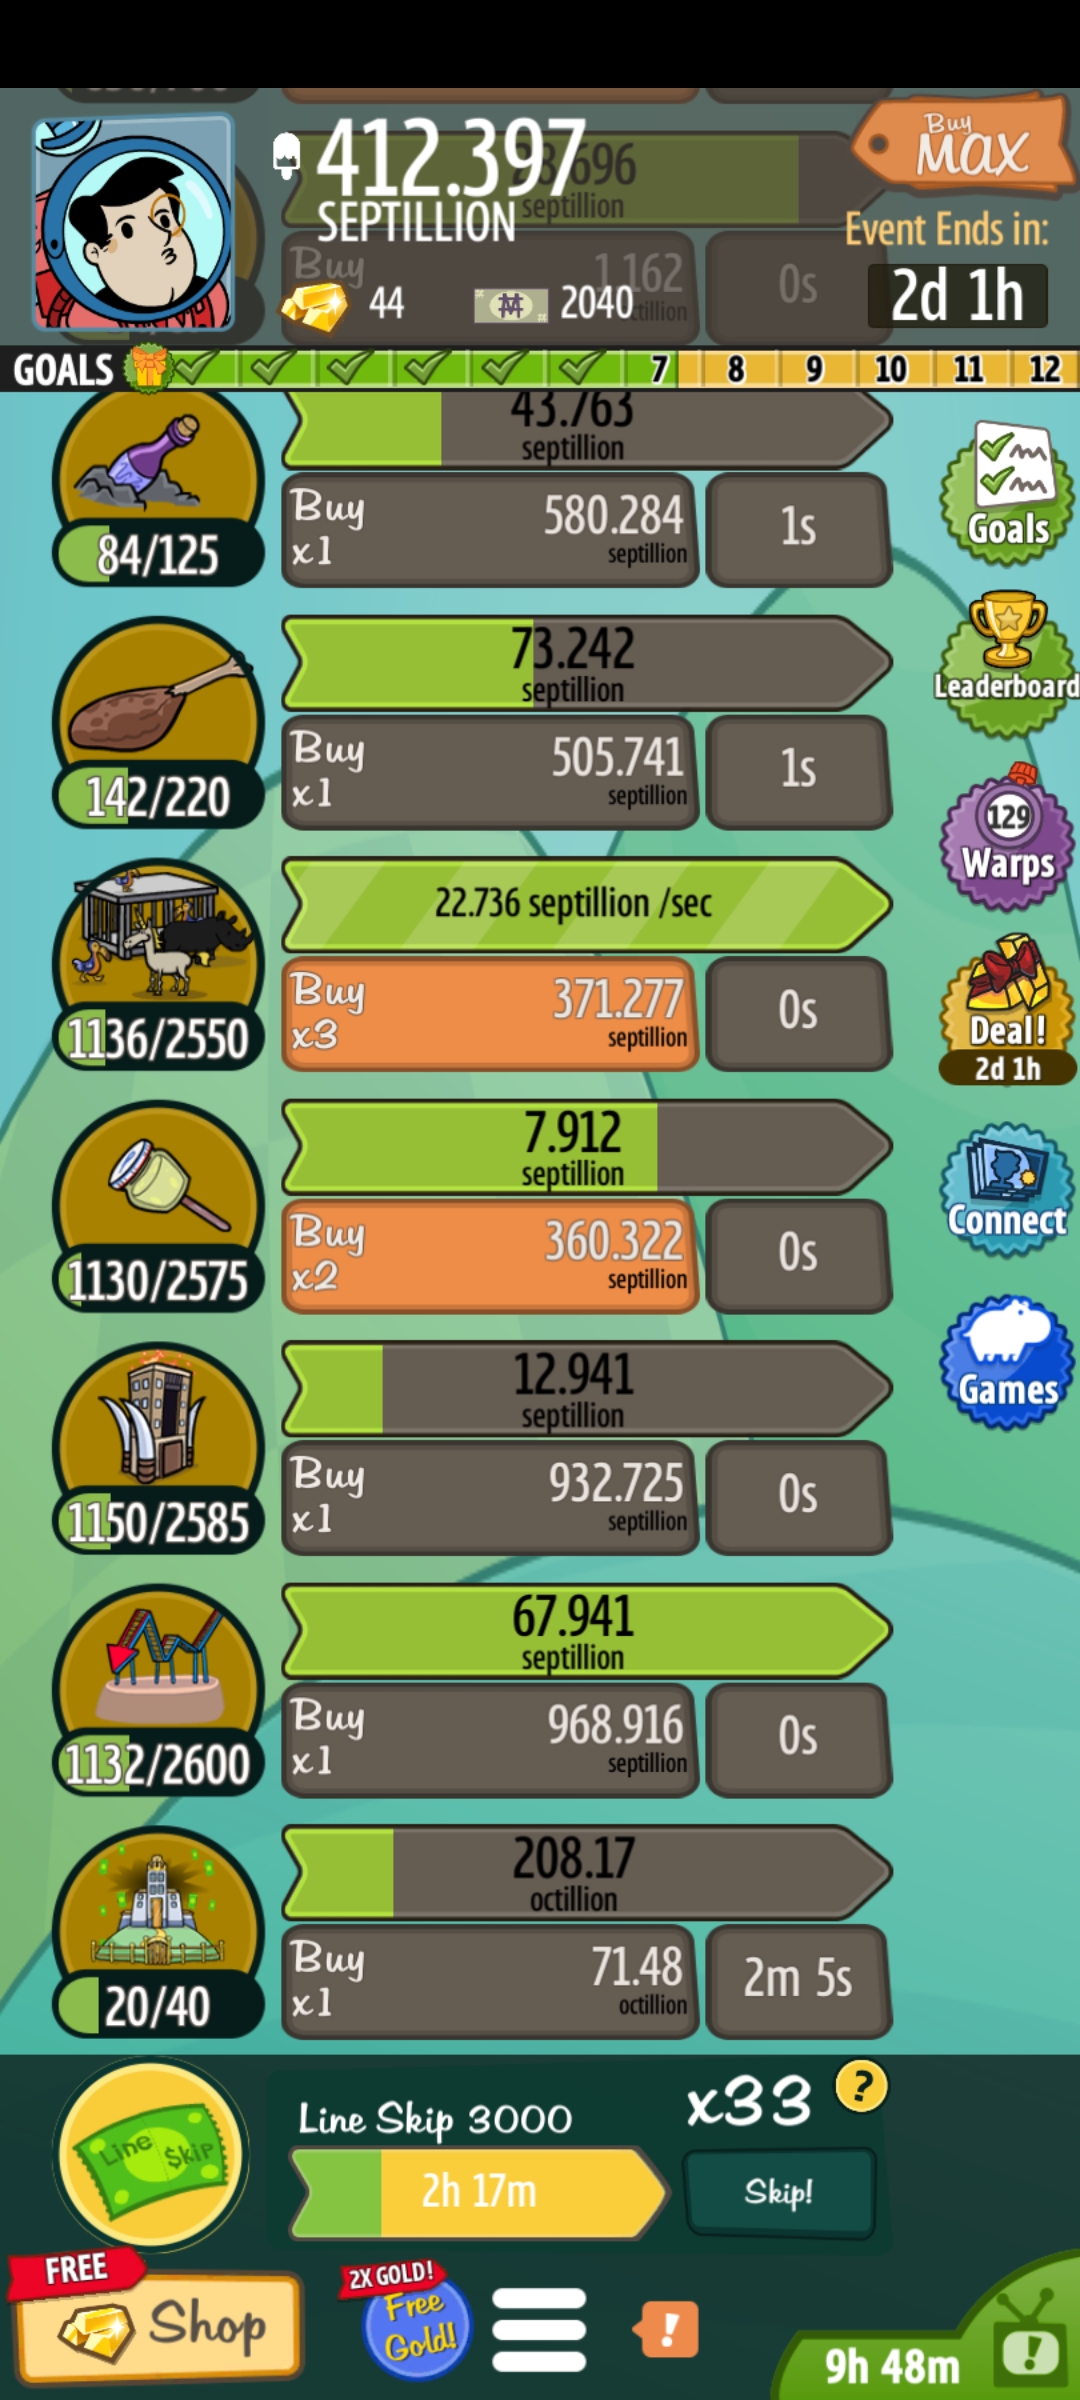 412.397
SEPTILLION
Buy
MAX
28.696
septillion
Event Ends in:
2d 1h
Buy
1.162
0s
44
2040
GOALS
7
8
9
10
11
12
43.763
septillion
Buy
x1
580.284
septillion
1s
84/125
Goals
73.242
septillion
Buy
x1
505.741
septillion
1s
142/220
Leaderboard
129
Warps
22.736 septillion /sec
Buy
x3
371.277
septillion
0s
1136/2550
Deal!
2d 1h
7.912
septillion
Buy
x2
360.322
septillion
0s
1130/2575
Connect
12.941
septillion
Buy
x1
932.725
septillion
0s
1150/2585
Games
67.941
septillion
Buy
x1
968.916
septillion
0s
1132/2600
208.17
octillion
Buy
x1
71.48
octillion
2m 5s
20/40
Line $kip
Line Skip 3000
x33
?
2h 17m
Skip!
FREE
Shop
2X GOLD!
Free
Gold!
!
9h 48m
!